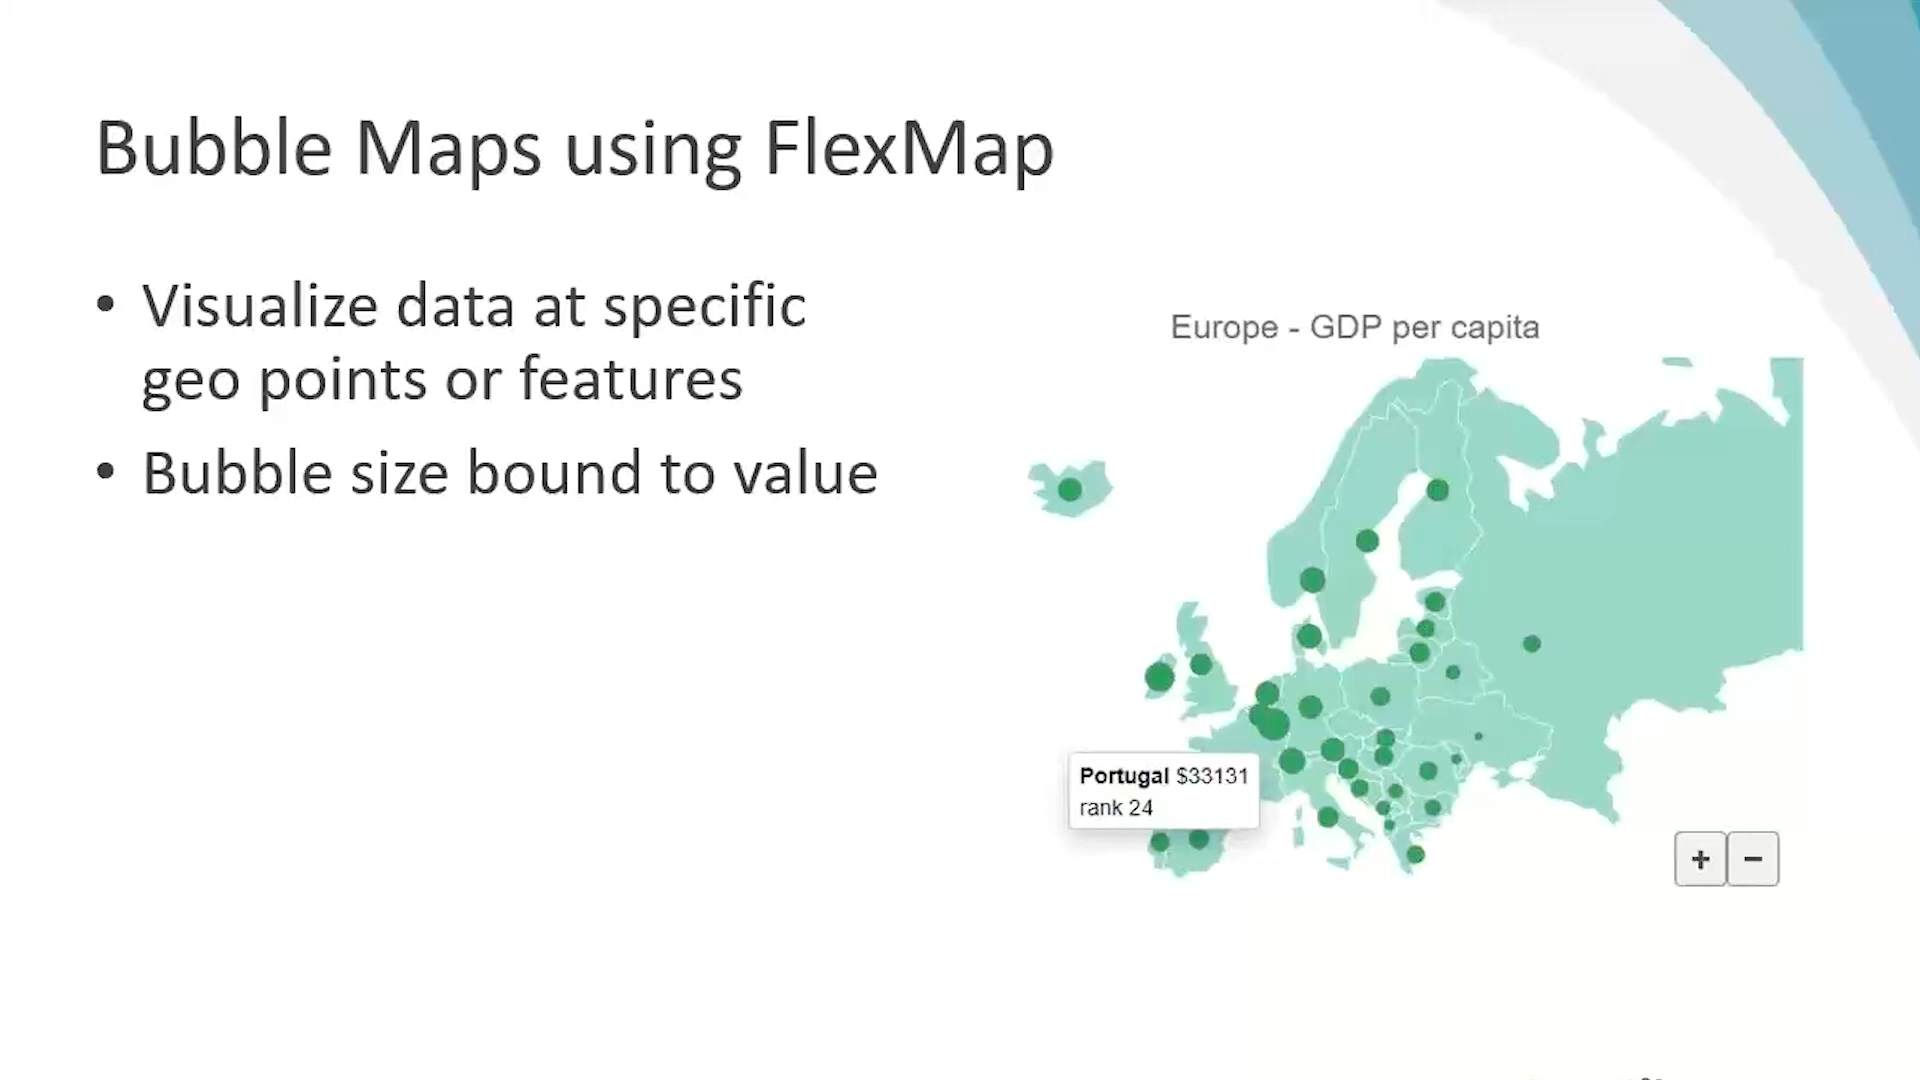 Bubble Maps using FlexMap
• Visualize data at specific
geo points or features
• Bubble size bound to value
Europe - GDP per capita
Portugal $33131
rank 24
+ −